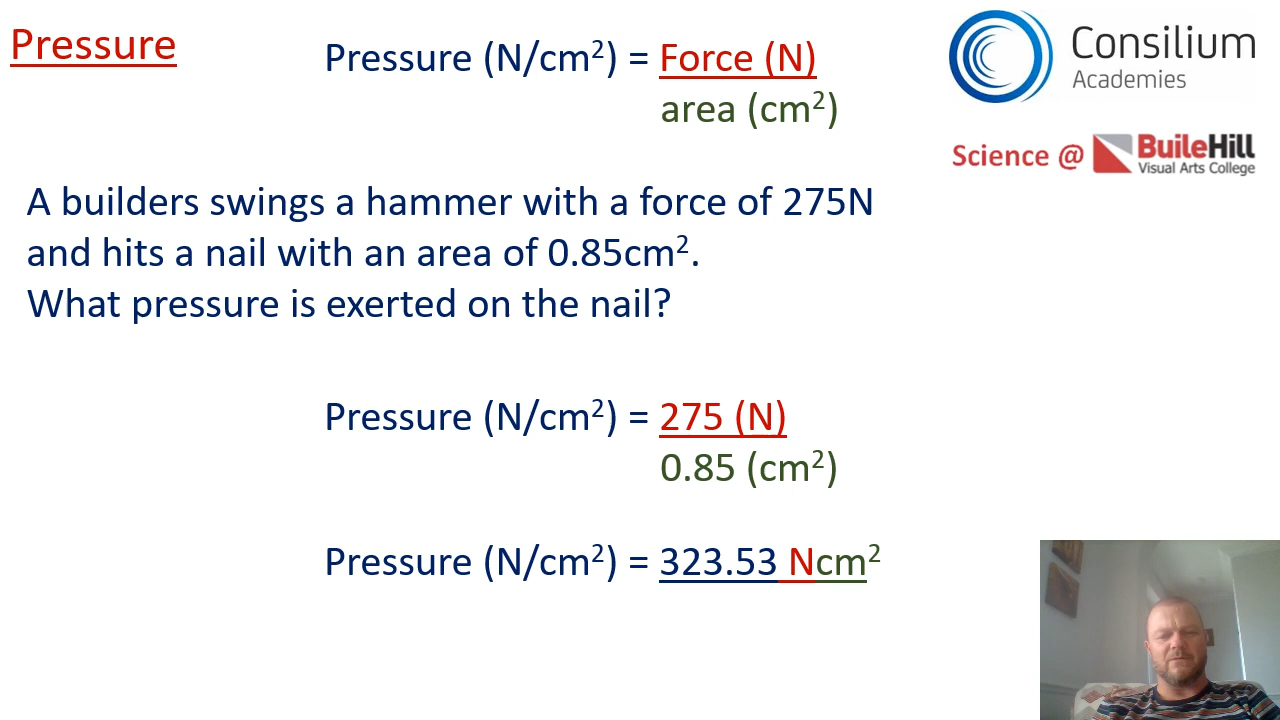 Pressure
Pressure (N/cm²) = Force (N)
area (cm²)
Consilium
Academies
Science @ BuileHill
Visual Arts College
A builders swings a hammer with a force of 275N
and hits a nail with an area of 0.85cm².
What pressure is exerted on the nail?
Pressure (N/cm²) = 275 (N)
0.85 (cm²)
Pressure (N/cm²) = 323.53 Ncm²